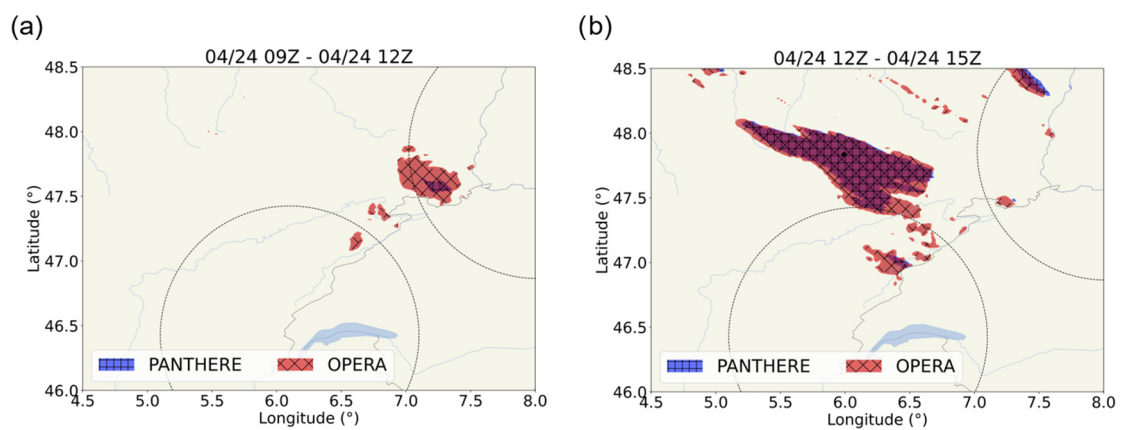 (a)
04/24 09Z - 04/24 12Z
48.5
48.0
47.5
47.0
46.5
46.0
Latitude (°)
PANTHERE
OPERA
4.5 5.0 5.5 6.0 6.5 7.0 7.5 8.0
Longitude (°)
(b)
04/24 12Z - 04/24 15Z
48.5
48.0
47.5
47.0
46.5
46.0
Latitude (°)
PANTHERE
OPERA
4.5 5.0 5.5 6.0 6.5 7.0 7.5 8.0
Longitude (°)